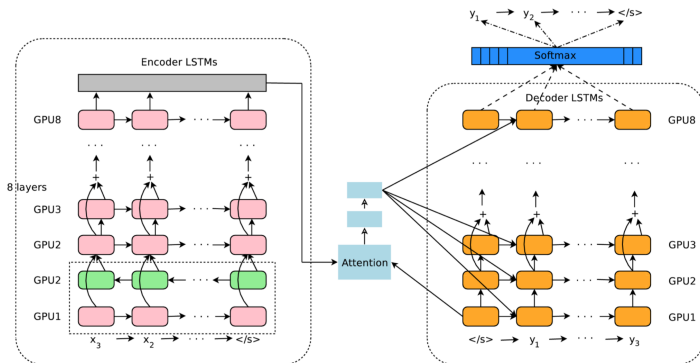 y1 y2 ··· </s>
Softmax
Encoder LSTMs
Decoder LSTMs
GPU8
GPU8
8 layers
GPU3
GPU3
GPU2
GPU2
GPU2
GPU1
GPU1
Attention
x3 x2 ··· </s>
</s> y1 ··· y3